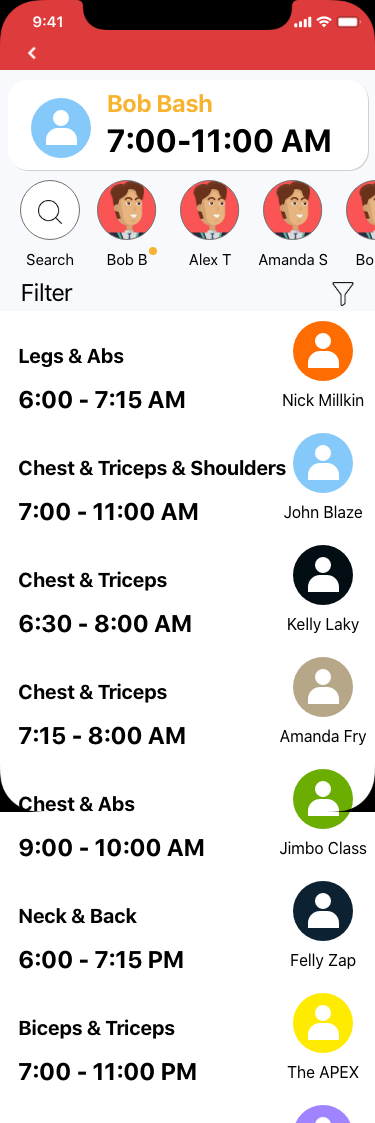 9:41
Bob Bash
7:00-11:00 AM
Search
Bob B
Alex T
Amanda S
Bo
Filter
Legs & Abs
6:00 - 7:15 AM
Nick Millkin
Chest & Triceps & Shoulders
7:00 - 11:00 AM
John Blaze
Chest & Triceps
6:30 - 8:00 AM
Kelly Laky
Chest & Triceps
7:15 - 8:00 AM
Amanda Fry
Chest & Abs
9:00 - 10:00 AM
Jimbo Class
Neck & Back
6:00 - 7:15 PM
Felly Zap
Biceps & Triceps
7:00 - 11:00 PM
The APEX